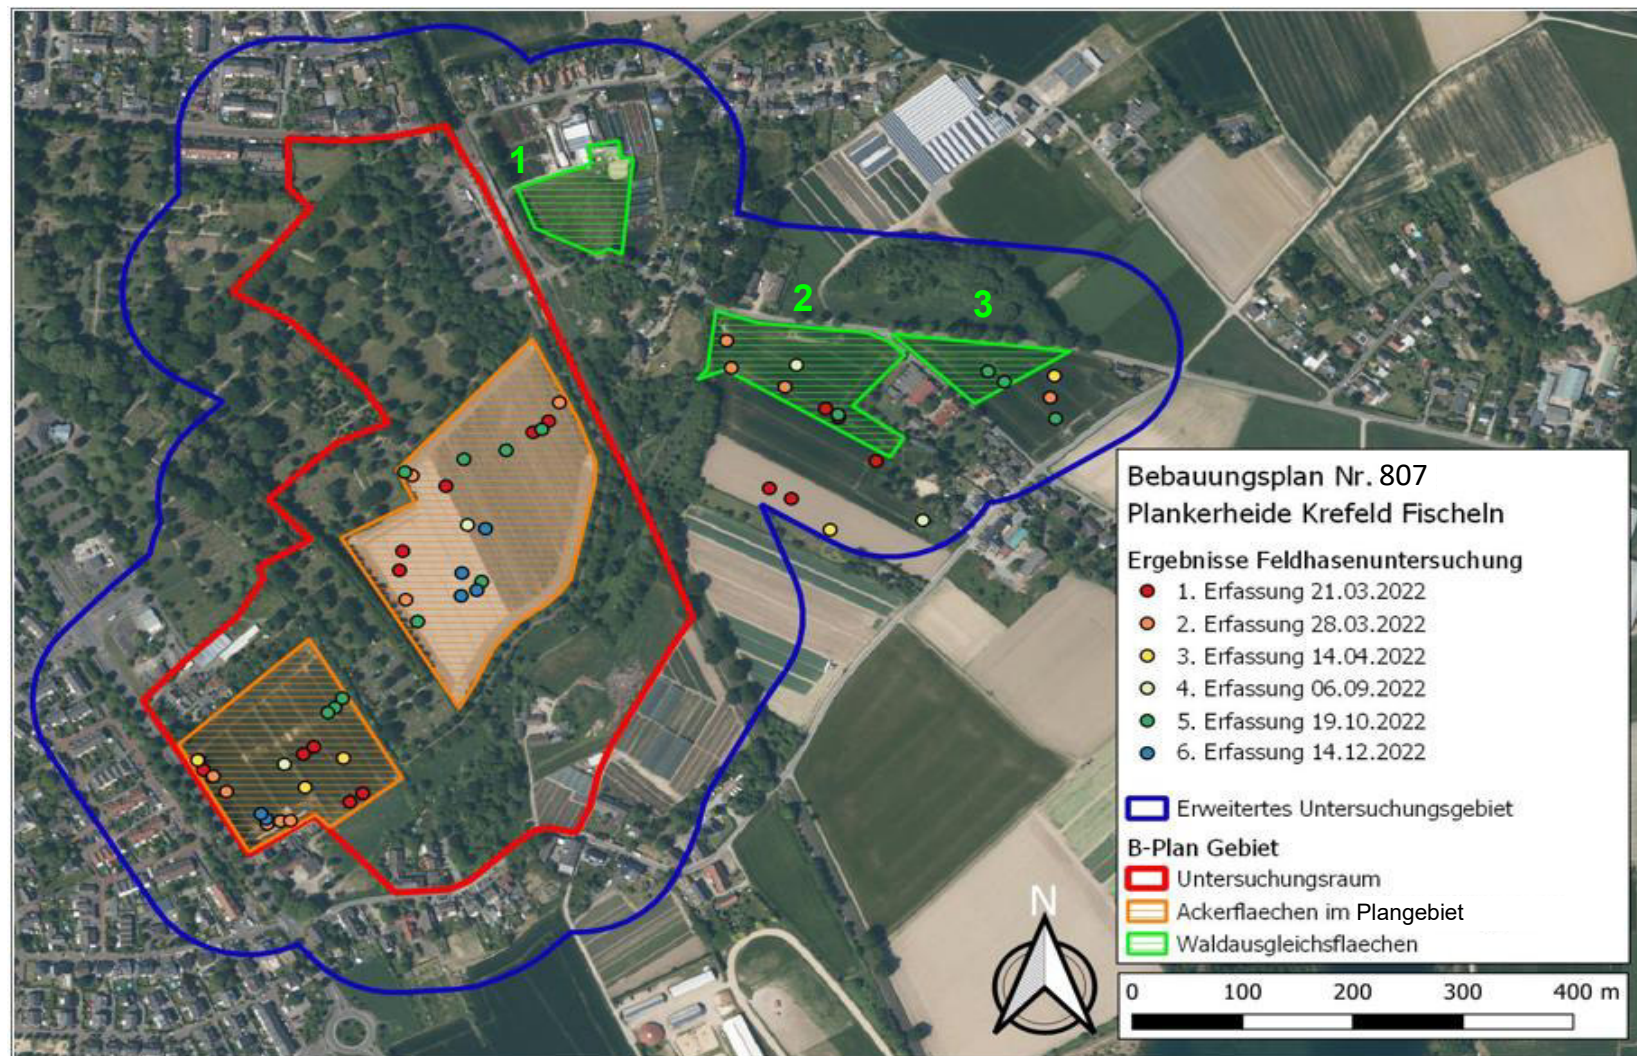 1
2
3
Bebauungsplan Nr. 807
Plankerheide Krefeld Fischeln
Ergebnisse Feldhasenuntersuchung
1. Erfassung 21.03.2022
2. Erfassung 28.03.2022
3. Erfassung 14.04.2022
4. Erfassung 06.09.2022
5. Erfassung 19.10.2022
6. Erfassung 14.12.2022
Erweitertes Untersuchungsgebiet
B-Plan Gebiet
Untersuchungsraum
Ackerflaechen im Plangebiet
Waldausgleichsflaechen
N
0 100 200 300 400 m